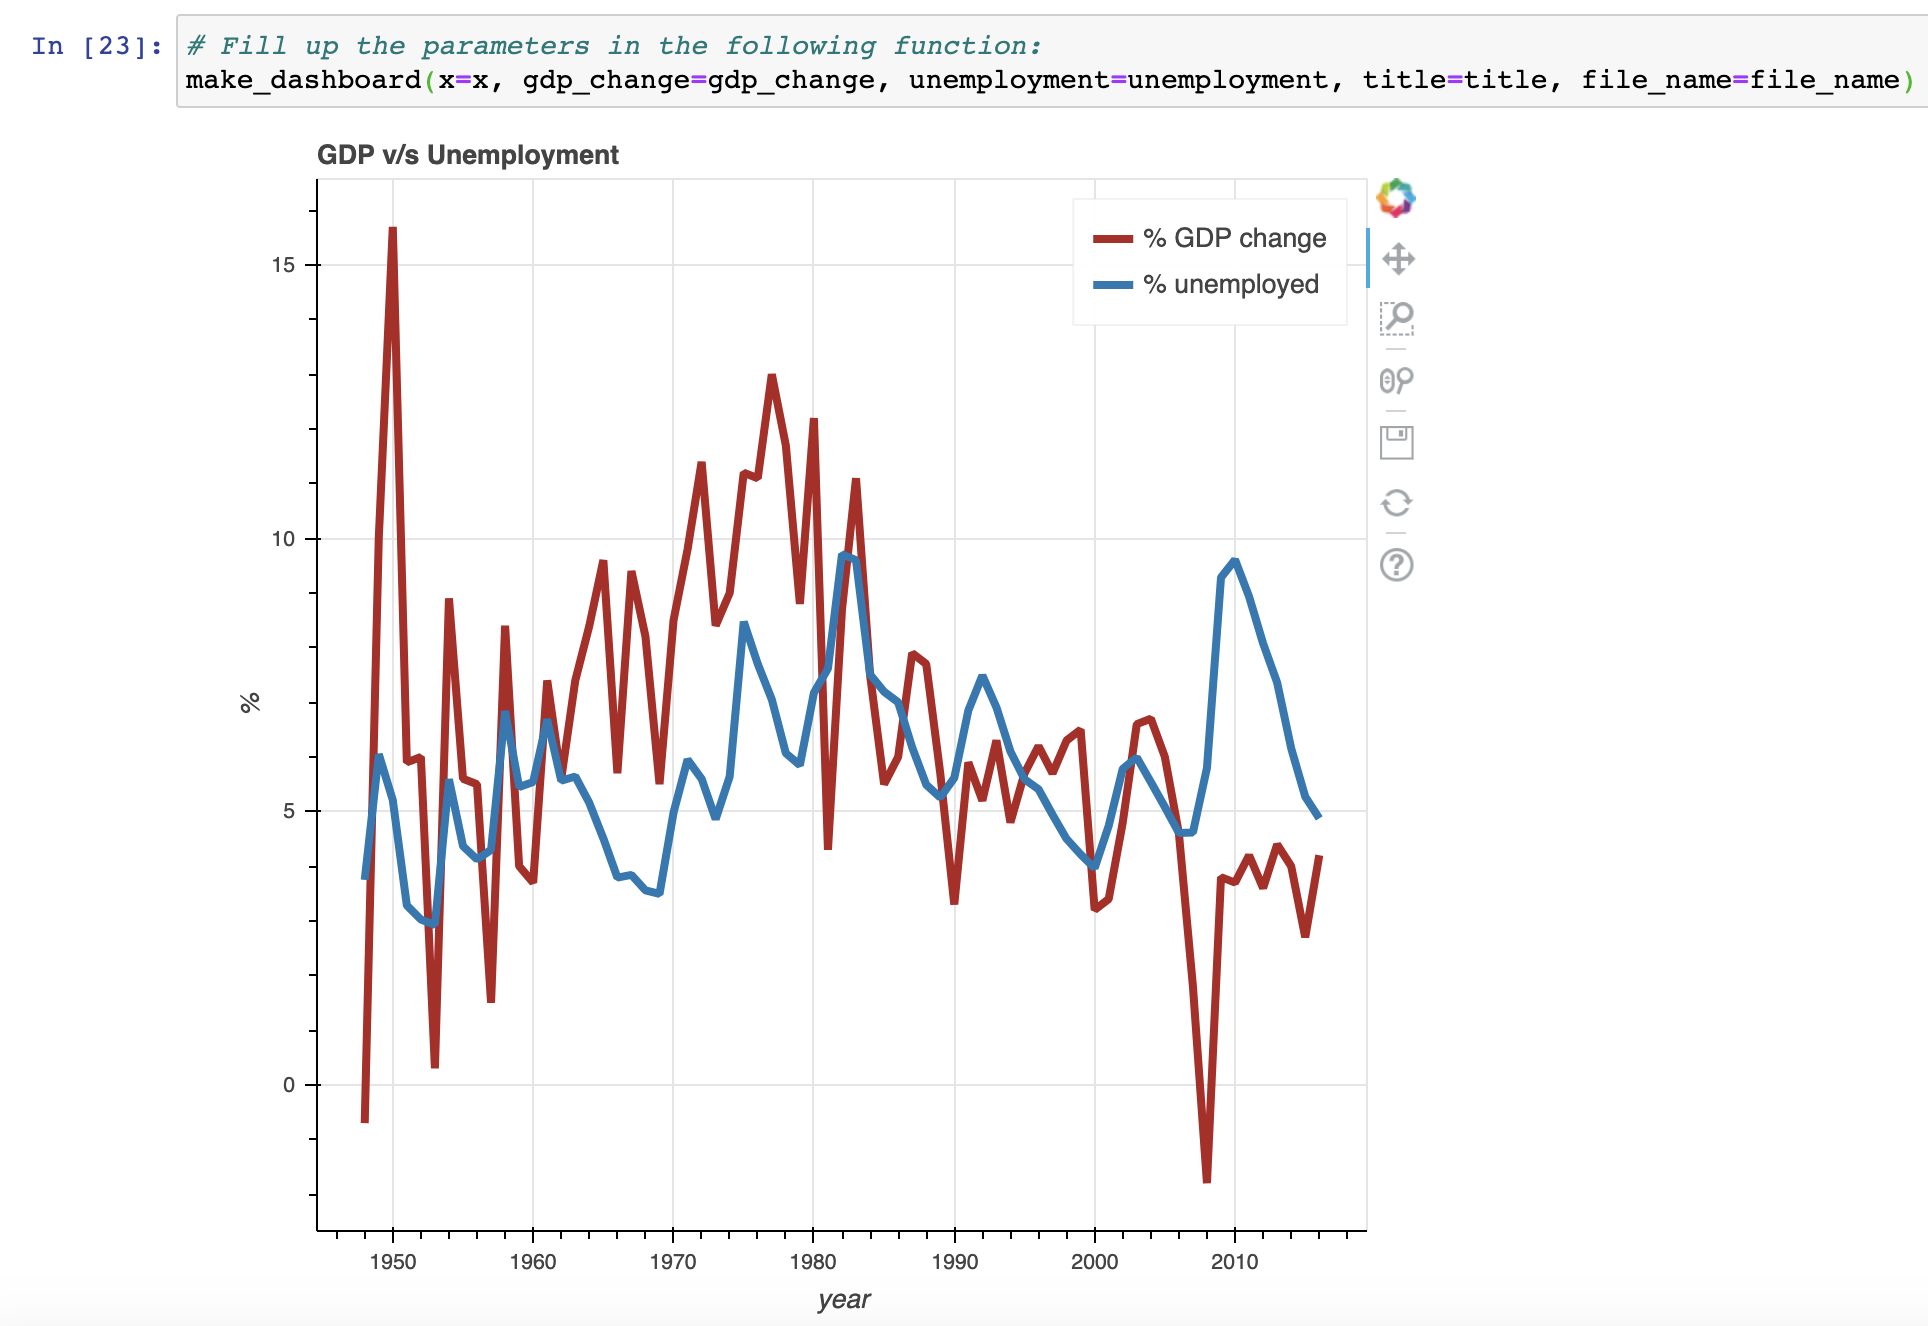 In [23]:
# Fill up the parameters in the following function:
make_dashboard(x=x, gdp_change=gdp_change, unemployment=unemployment, title=title, file_name=file_name)
GDP v/s Unemployment
% GDP change
% unemployed
15
10
5
0
%
1950 1960 1970 1980 1990 2000 2010
year